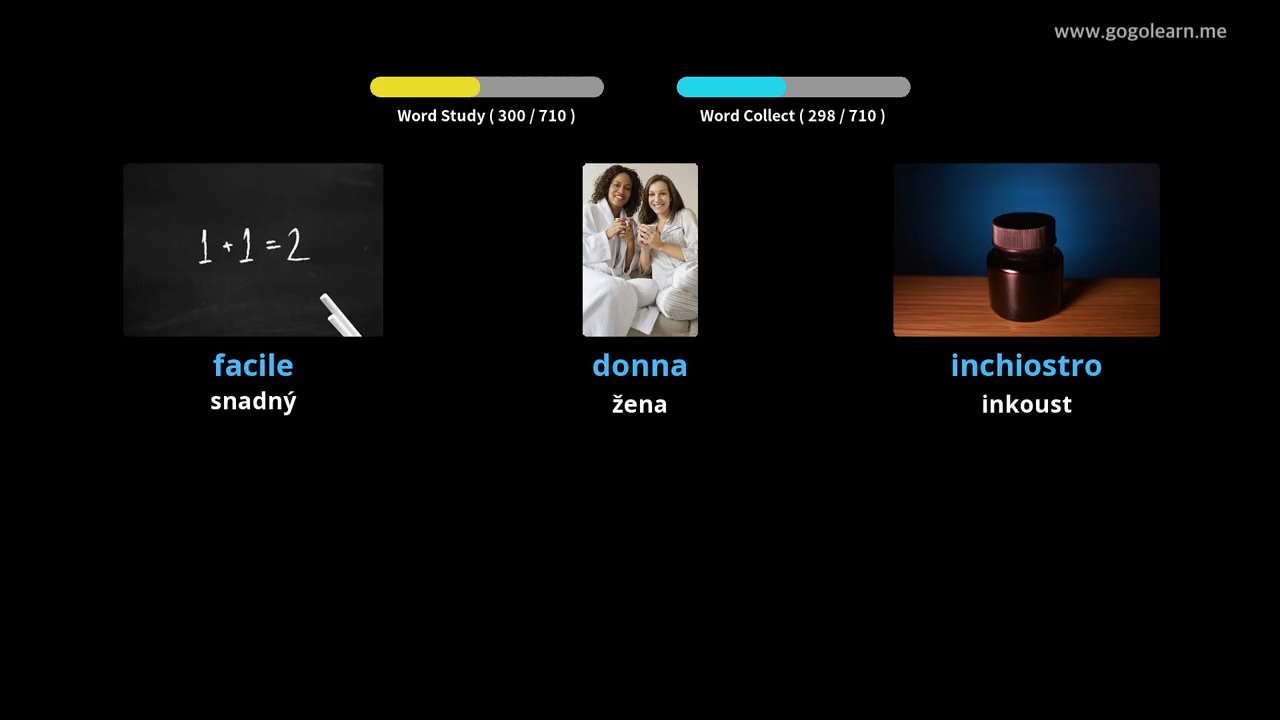 www.gogolearn.me
Word Study ( 300 / 710 )
Word Collect ( 298 / 710 )
1 + 1 = 2
facile
snadný
donna
žena
inchiostro
inkoust